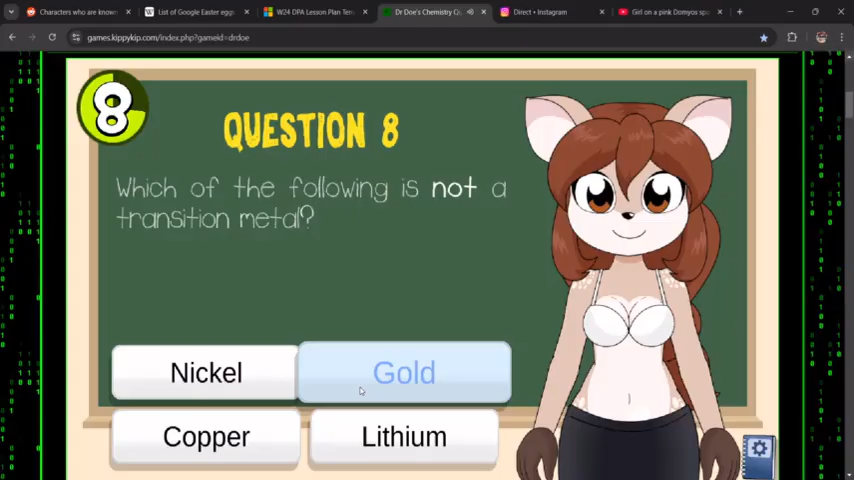 Characters who are known
List of Google Easter egg
W24 DPA Lesson Plan Ter
Dr Doe's Chemistry Q
Direct • Instagram
Girl on a pink Domyos sp
games.kippykip.com/index.php?gameid=drdoe
8
QUESTION 8
Which of the following is not a
transition metal?
Nickel
Gold
Copper
Lithium